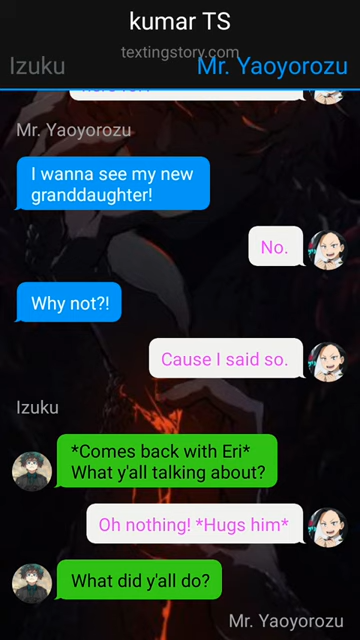 kumar TS
textingstory.com
Izuku
Mr. Yaoyorozu
Mr. Yaoyorozu
I wanna see my new
granddaughter!
No.
Why not?!
Cause I said so.
Izuku
*Comes back with Eri*
What y'all talking about?
Oh nothing! *Hugs him*
What did y'all do?
Mr. Yaoyorozu